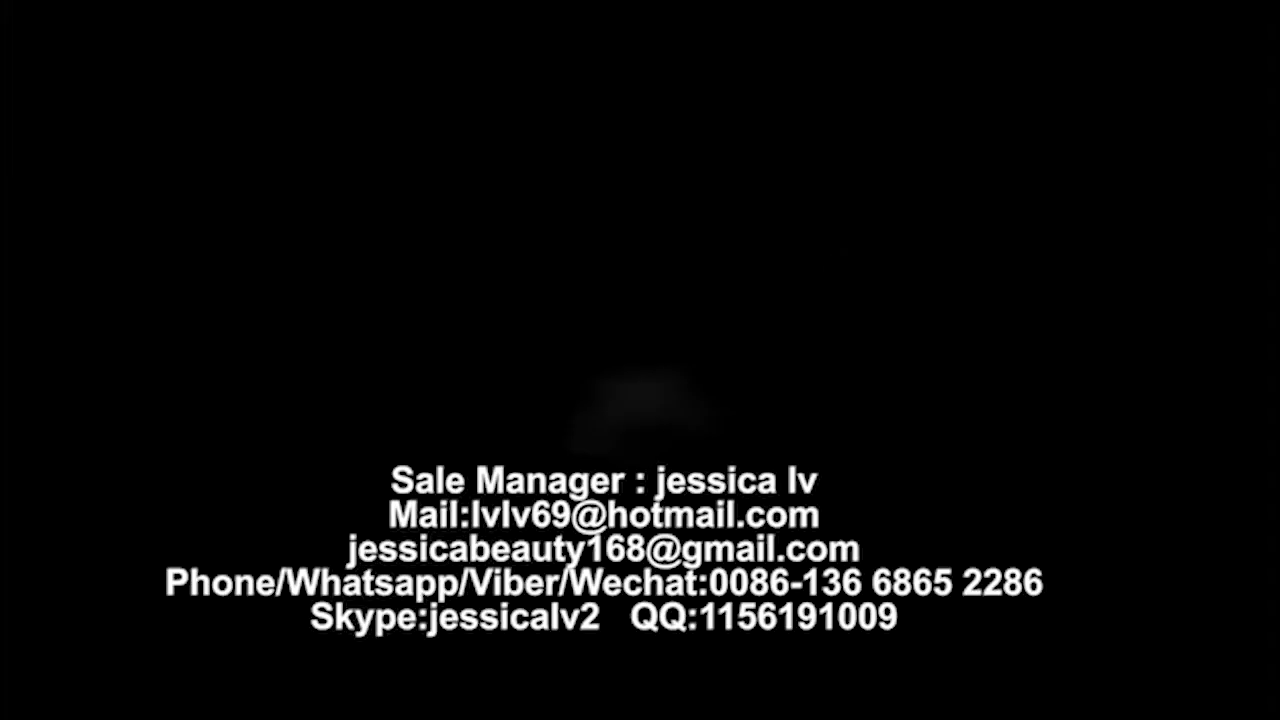 Sale Manager : jessica lv
Mail:lvlv69@hotmail.com
jessicabeauty168@gmail.com
Phone/Whatsapp/Viber/Wechat:0086-136 6865 2286
Skype:jessicalv2 QQ:1156191009